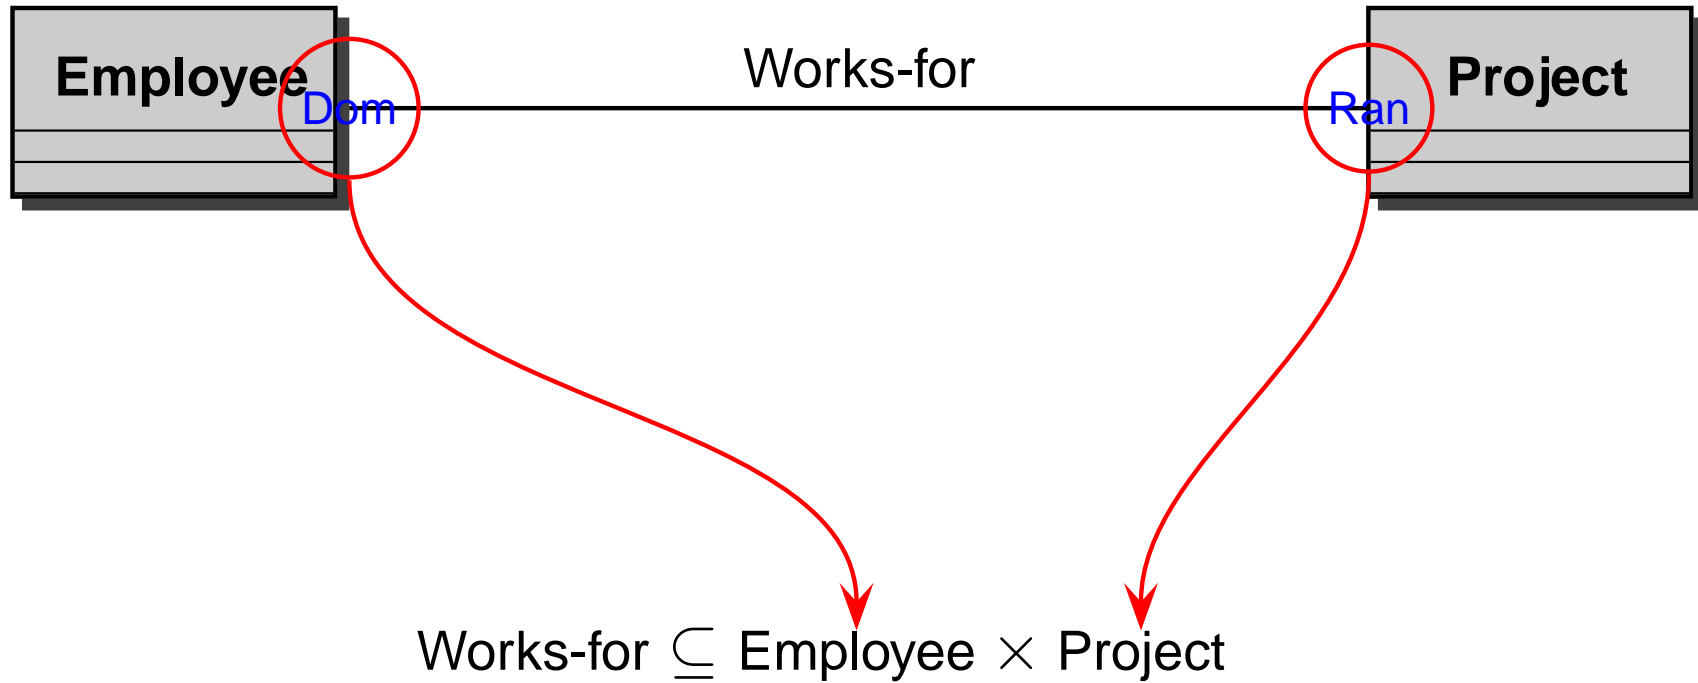 Employee
Works-for
Project
Dom
Ran
Works-for ⊆ Employee × Project